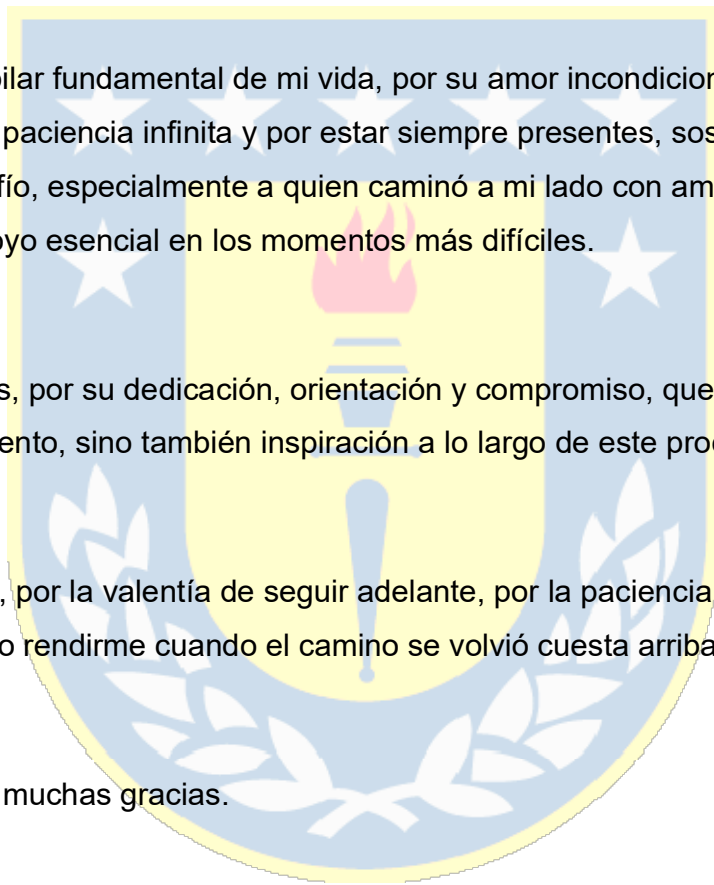 pilar fundamental de mi vida, por su amor incondicion
paciencia infinita y por estar siempre presentes, sos
fío, especialmente a quien caminó a mi lado con am
oyo esencial en los momentos más difíciles.
s, por su dedicación, orientación y compromiso, que
ento, sino también inspiración a lo largo de este pro
, por la valentía de seguir adelante, por la paciencia
o rendirme cuando el camino se volvió cuesta arriba
muchas gracias.